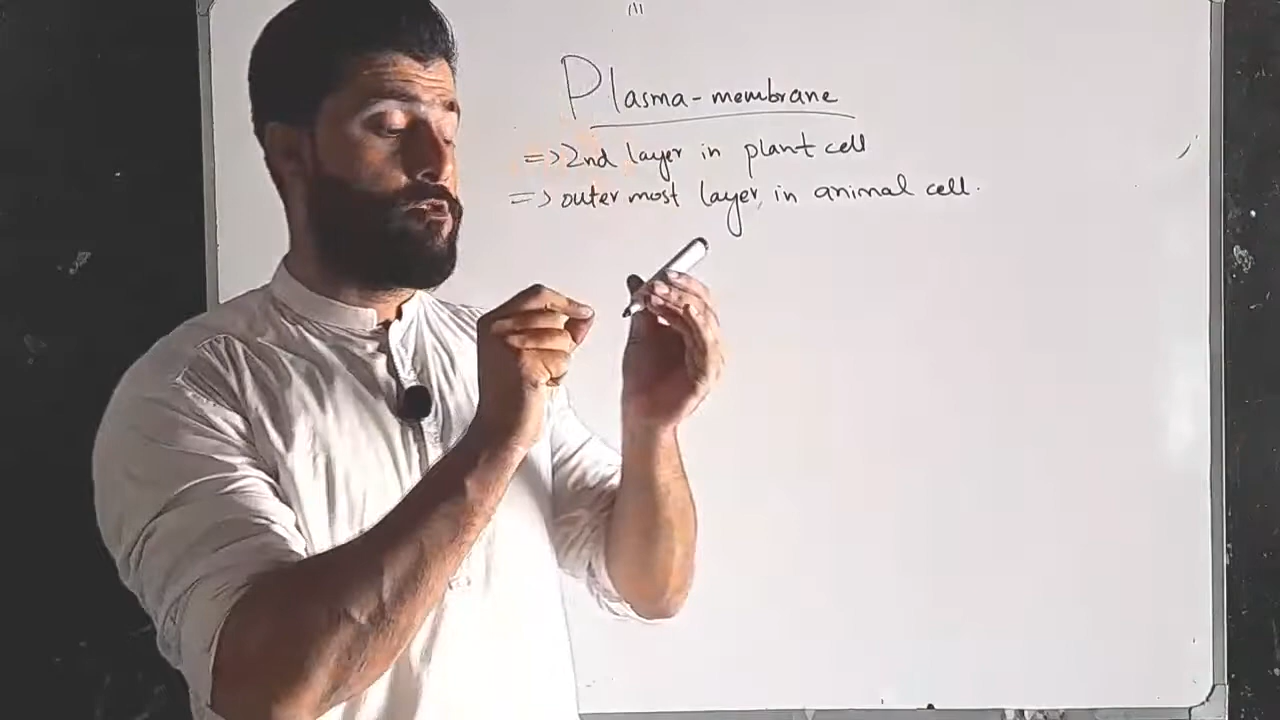 Plasma-membrane
=> 2nd layer in plant cell
=> outer most layer, in animal cell.